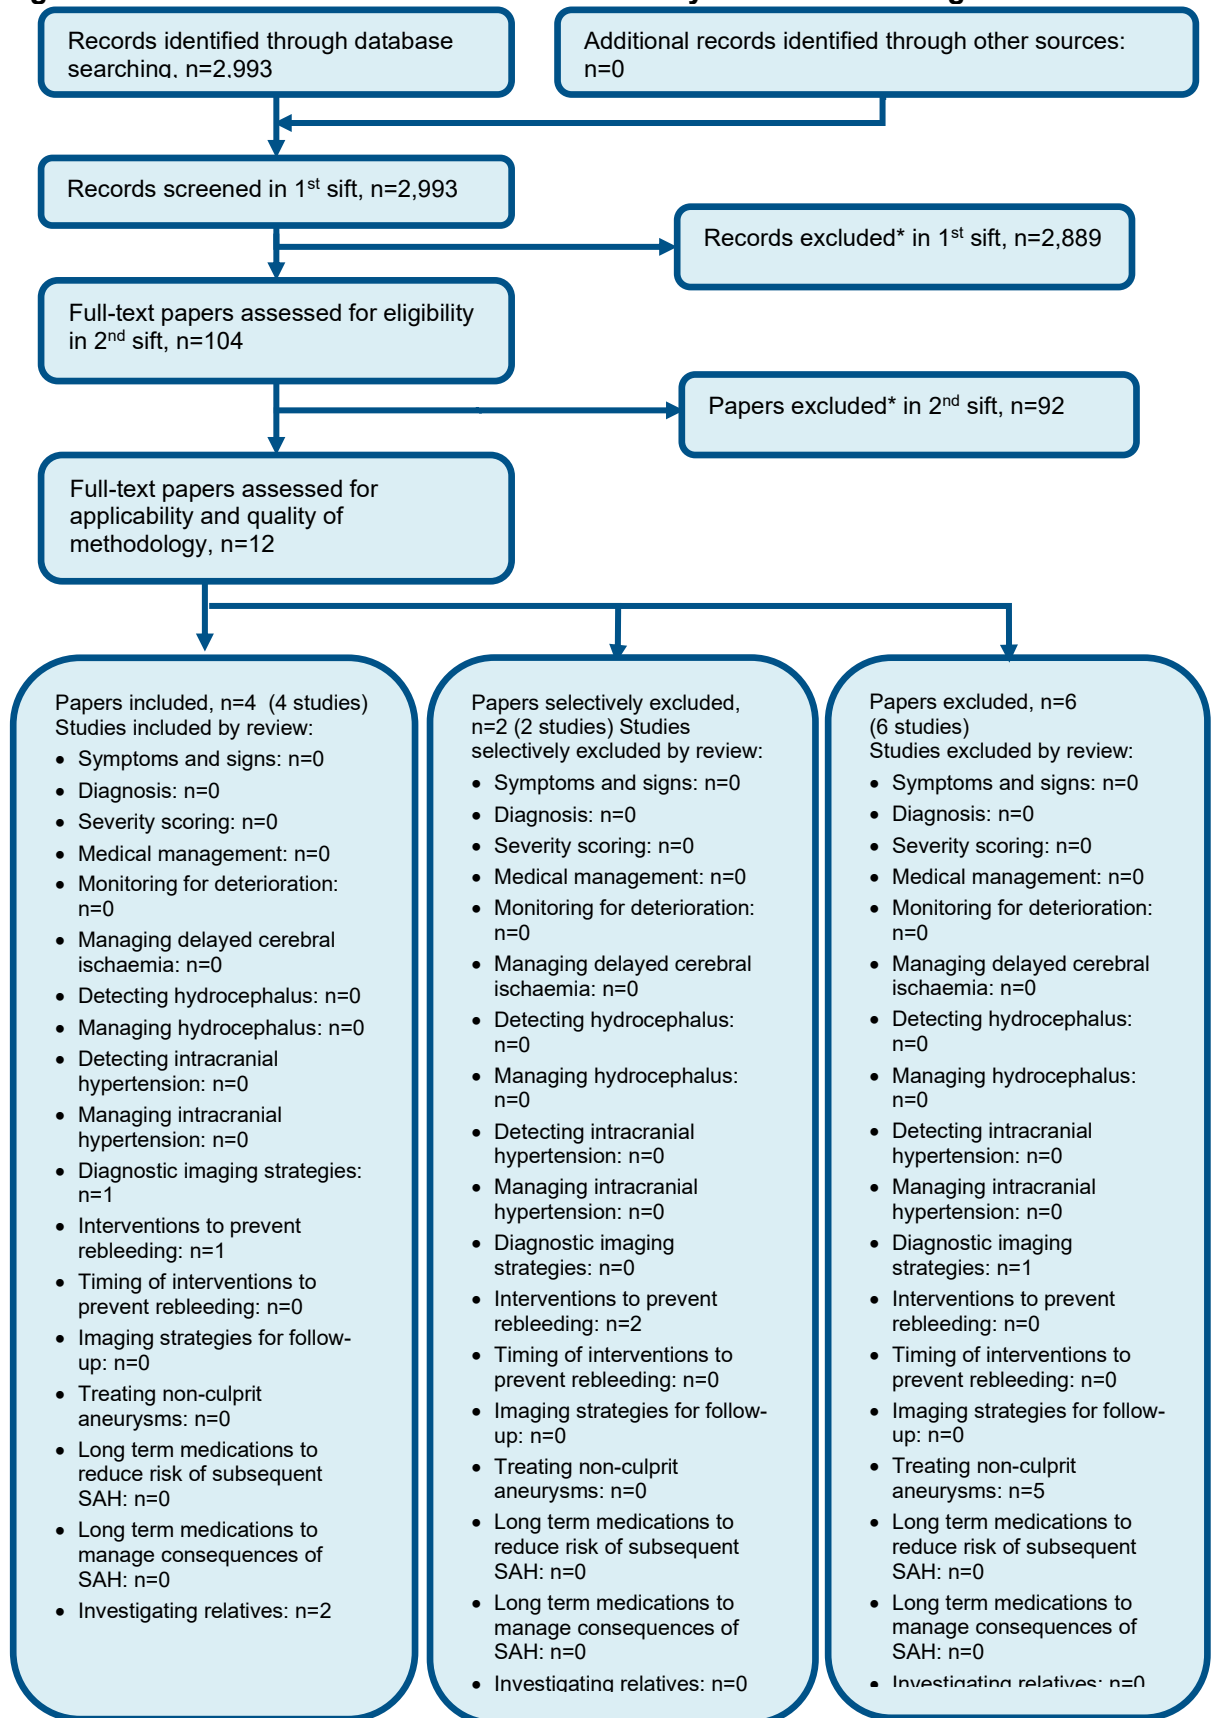 Records identified through database
searching, n=2,993
Additional records identified through other sources:
n=0
Records screened in 1st sift, n=2,993
Records excluded* in 1st sift, n=2,889
Full-text papers assessed for eligibility
in 2nd sift, n=104
Papers excluded* in 2nd sift, n=92
Full-text papers assessed for
applicability and quality of
methodology, n=12
Papers included, n=4 (4 studies)
Studies included by review:
• Symptoms and signs: n=0
• Diagnosis: n=0
• Severity scoring: n=0
• Medical management: n=0
• Monitoring for deterioration:
n=0
• Managing delayed cerebral
ischaemia: n=0
• Detecting hydrocephalus: n=0
• Managing hydrocephalus: n=0
• Detecting intracranial
hypertension: n=0
• Managing intracranial
hypertension: n=0
• Diagnostic imaging strategies:
n=1
• Interventions to prevent
rebleeding: n=1
• Timing of interventions to
prevent rebleeding: n=0
• Imaging strategies for follow-
up: n=0
• Treating non-culprit
aneurysms: n=0
• Long term medications to
reduce risk of subsequent
SAH: n=0
• Long term medications to
manage consequences of
SAH: n=0
• Investigating relatives: n=2
Papers selectively excluded,
n=2 (2 studies) Studies
selectively excluded by review:
• Symptoms and signs: n=0
• Diagnosis: n=0
• Severity scoring: n=0
• Medical management: n=0
• Monitoring for deterioration:
n=0
• Managing delayed cerebral
ischaemia: n=0
• Detecting hydrocephalus:
n=0
• Managing hydrocephalus:
n=0
• Detecting intracranial
hypertension: n=0
• Managing intracranial
hypertension: n=0
• Diagnostic imaging
strategies: n=0
• Interventions to prevent
rebleeding: n=2
• Timing of interventions to
prevent rebleeding: n=0
• Imaging strategies for follow-
up: n=0
• Treating non-culprit
aneurysms: n=0
• Long term medications to
reduce risk of subsequent
SAH: n=0
• Long term medications to
manage consequences of
SAH: n=0
• Investigating relatives: n=0
Papers excluded, n=6
(6 studies)
Studies excluded by review:
• Symptoms and signs: n=0
• Diagnosis: n=0
• Severity scoring: n=0
• Medical management: n=0
• Monitoring for deterioration:
n=0
• Managing delayed cerebral
ischaemia: n=0
• Detecting hydrocephalus:
n=0
• Managing hydrocephalus:
n=0
• Detecting intracranial
hypertension: n=0
• Managing intracranial
hypertension: n=0
• Diagnostic imaging
strategies: n=1
• Interventions to prevent
rebleeding: n=0
• Timing of interventions to
prevent rebleeding: n=0
• Imaging strategies for follow-
up: n=0
• Treating non-culprit
aneurysms: n=5
• Long term medications to
reduce risk of subsequent
SAH: n=0
• Long term medications to
manage consequences of
SAH: n=0
• Investigating relatives: n=0